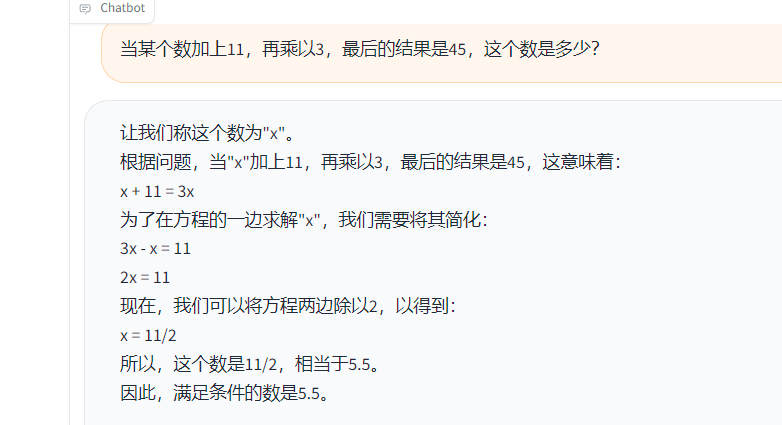 Chatbot
当某个数加上11，再乘以3，最后的结果是45，这个数是多少？
让我们称这个数为"x"。
根据问题，当"x"加上11，再乘以3，最后的结果是45，这意味着：
x + 11 = 3x
为了在方程的一边求解"x"，我们需要将其简化：
3x - x = 11
2x = 11
现在，我们可以将方程两边除以2，以得到：
x = 11/2
所以，这个数是11/2，相当于5.5。
因此，满足条件的数是5.5。